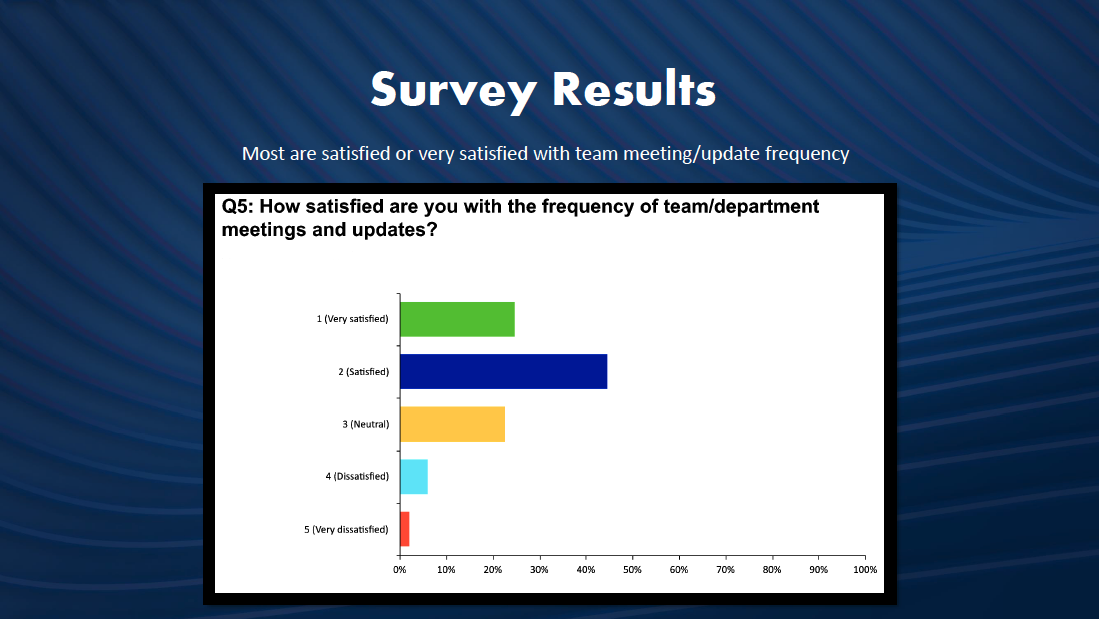 Survey Results
Most are satisfied or very satisfied with team meeting/update frequency
Q5: How satisfied are you with the frequency of team/department
meetings and updates?
1 (Very satisfied)
2 (Satisfied)
3 (Neutral)
4 (Dissatisfied)
5 (Very dissatisfied)
0% 10% 20% 30% 40% 50% 60% 70% 80% 90% 100%